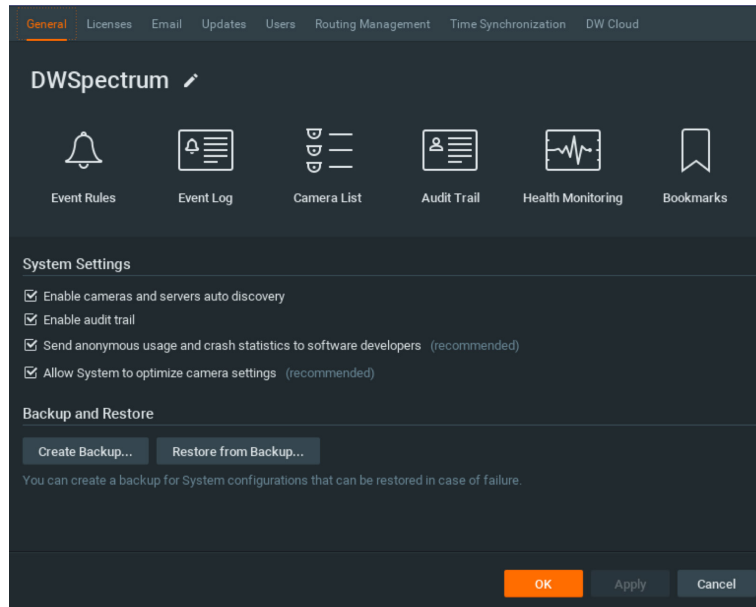 General Licenses Email Updates Users Routing Management Time Synchronization DW Cloud
DWSpectrum
Event Rules Event Log Camera List Audit Trail Health Monitoring Bookmarks
System Settings
Enable cameras and servers auto discovery
Enable audit trail
Send anonymous usage and crash statistics to software developers (recommended)
Allow System to optimize camera settings (recommended)
Backup and Restore
Create Backup... Restore from Backup...
You can create a backup for System configurations that can be restored in case of failure.
OK Apply Cancel